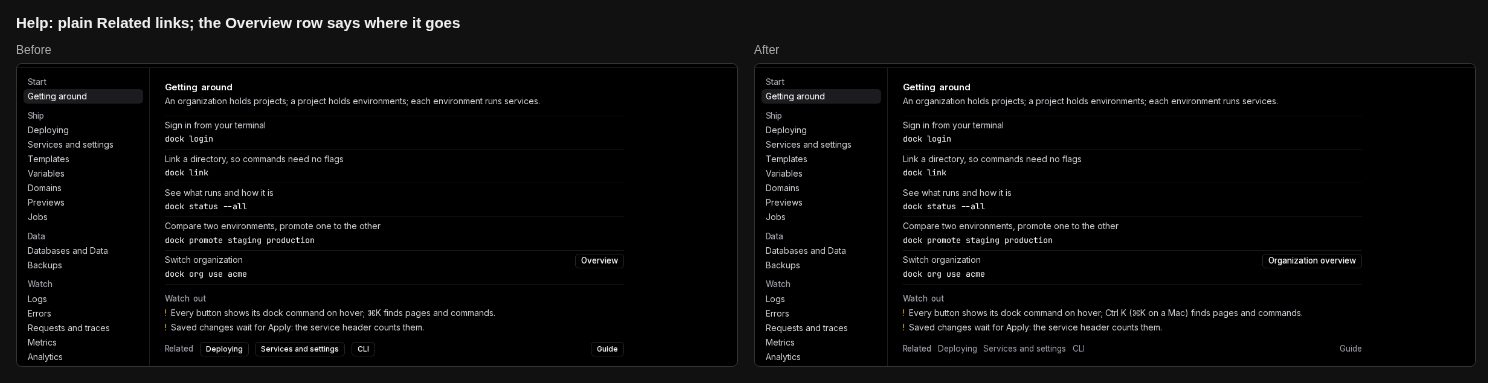 Help: plain Related links; the Overview row says where it goes
Before
Start
Getting around
Ship
Deploying
Services and settings
Templates
Variables
Domains
Previews
Jobs
Data
Databases and Data
Backups
Watch
Logs
Errors
Requests and traces
Metrics
Analytics
Getting around
An organization holds projects; a project holds environments; each environment runs services.
Sign in from your terminal
dock login
Link a directory, so commands need no flags
dock link
See what runs and how it is
dock status --all
Compare two environments, promote one to the other
dock promote staging production
Switch organization Overview
dock org use acme
Watch out
! Every button shows its dock command on hover; ⌘K finds pages and commands.
! Saved changes wait for Apply: the service header counts them.
Related Deploying Services and settings CLI Guide
After
Start
Getting around
Ship
Deploying
Services and settings
Templates
Variables
Domains
Previews
Jobs
Data
Databases and Data
Backups
Watch
Logs
Errors
Requests and traces
Metrics
Analytics
Getting around
An organization holds projects; a project holds environments; each environment runs services.
Sign in from your terminal
dock login
Link a directory, so commands need no flags
dock link
See what runs and how it is
dock status --all
Compare two environments, promote one to the other
dock promote staging production
Switch organization Organization overview
dock org use acme
Watch out
! Every button shows its dock command on hover, Ctrl K (⌘K on a Mac) finds pages and commands.
! Saved changes wait for Apply: the service header counts them.
Related Deploying Services and settings CLI Guide